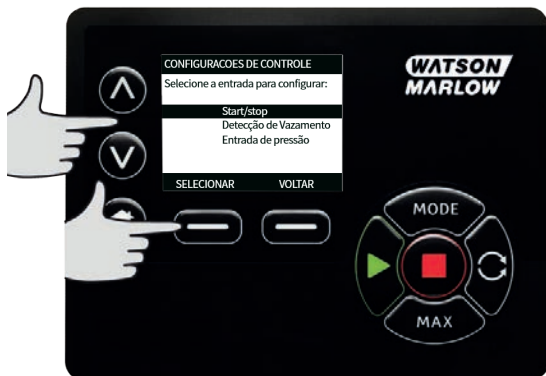 CONFIGURACOES DE CONTROLE
Selecione a entrada para configurar:
Start/stop
Detecção de Vazamento
Entrada de pressão
SELECIONAR VOLTAR
WATSON
MARLOW
MODE
MAX